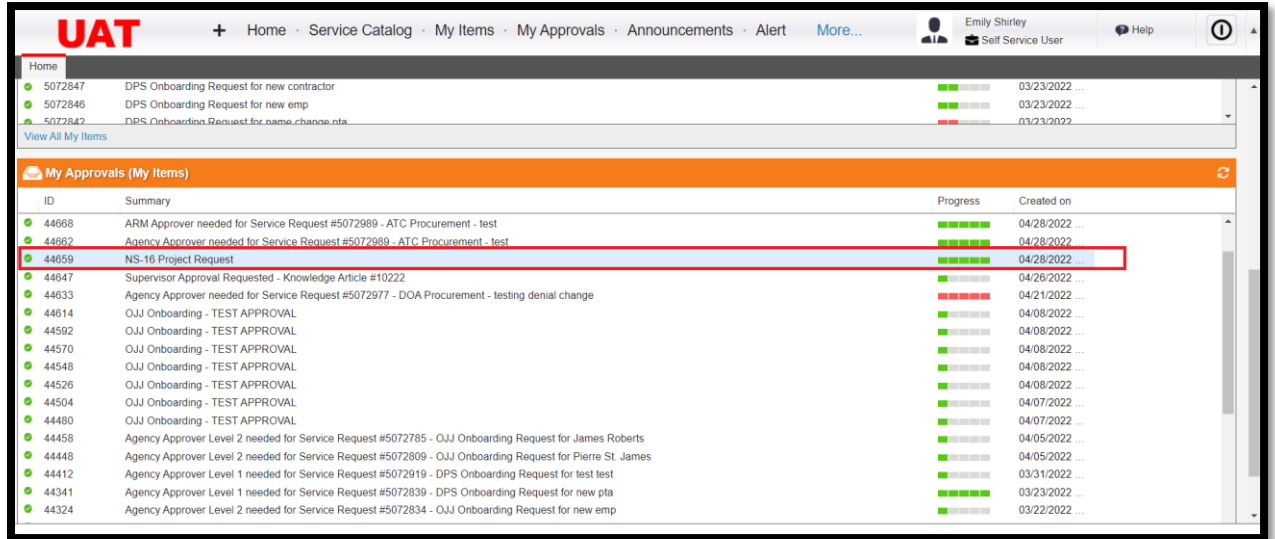 UAT + Home · Service Catalog · My Items · My Approvals · Announcements · Alert More... Emily Shirley Self Service User Help
Home
5072847 DPS Onboarding Request for new contractor 03/23/2022 ...
5072846 DPS Onboarding Request for new emp 03/23/2022 ...
5072842 DPS Onboarding Request for name change pta 03/23/2022
View All My Items
My Approvals (My Items)
ID Summary Progress Created on
44668 ARM Approver needed for Service Request #5072989 - ATC Procurement - test 04/28/2022 ...
44662 Agency Approver needed for Service Request #5072989 - ATC Procurement - test 04/28/2022 ...
44659 NS-16 Project Request 04/28/2022 ...
44647 Supervisor Approval Requested - Knowledge Article #10222 04/26/2022 ...
44633 Agency Approver needed for Service Request #5072977 - DOA Procurement - testing denial change 04/21/2022 ...
44614 OJJ Onboarding - TEST APPROVAL 04/08/2022 ...
44592 OJJ Onboarding - TEST APPROVAL 04/08/2022 ...
44570 OJJ Onboarding - TEST APPROVAL 04/08/2022 ...
44548 OJJ Onboarding - TEST APPROVAL 04/08/2022 ...
44526 OJJ Onboarding - TEST APPROVAL 04/08/2022 ...
44504 OJJ Onboarding - TEST APPROVAL 04/07/2022 ...
44480 OJJ Onboarding - TEST APPROVAL 04/07/2022 ...
44458 Agency Approver Level 2 needed for Service Request #5072785 - OJJ Onboarding Request for James Roberts 04/05/2022 ...
44448 Agency Approver Level 2 needed for Service Request #5072809 - OJJ Onboarding Request for Pierre St. James 04/05/2022 ...
44412 Agency Approver Level 1 needed for Service Request #5072919 - DPS Onboarding Request for test test 03/31/2022 ...
44341 Agency Approver Level 1 needed for Service Request #5072839 - DPS Onboarding Request for new pta 03/23/2022 ...
44324 Agency Approver Level 2 needed for Service Request #5072834 - OJJ Onboarding Request for new emp 03/22/2022 ...